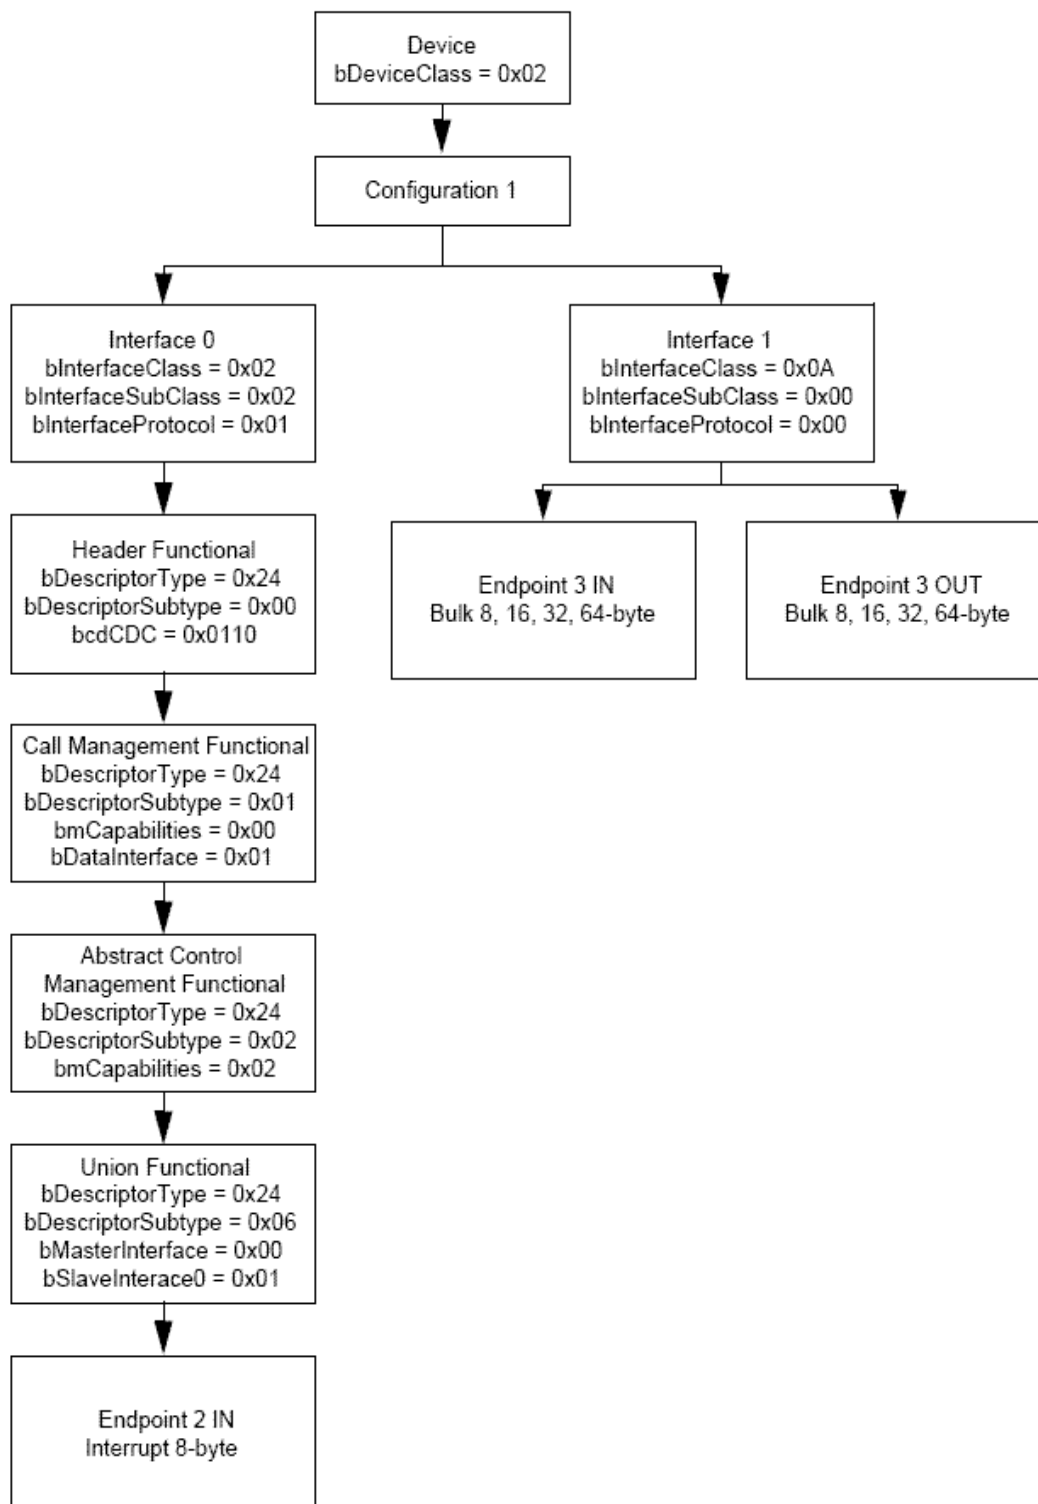 Device
bDeviceClass = 0x02
Configuration 1
Interface 0
bInterfaceClass = 0x02
bInterfaceSubClass = 0x02
bInterfaceProtocol = 0x01
Interface 1
bInterfaceClass = 0x0A
bInterfaceSubClass = 0x00
bInterfaceProtocol = 0x00
Header Functional
bDescriptorType = 0x24
bDescriptorSubtype = 0x00
bcdCDC = 0x0110
Endpoint 3 IN
Bulk 8, 16, 32, 64-byte
Endpoint 3 OUT
Bulk 8, 16, 32, 64-byte
Call Management Functional
bDescriptorType = 0x24
bDescriptorSubtype = 0x01
bmCapabilities = 0x00
bDataInterface = 0x01
Abstract Control
Management Functional
bDescriptorType = 0x24
bDescriptorSubtype = 0x02
bmCapabilities = 0x02
Union Functional
bDescriptorType = 0x24
bDescriptorSubtype = 0x06
bMasterInterface = 0x00
bSlaveInterace0 = 0x01
Endpoint 2 IN
Interrupt 8-byte